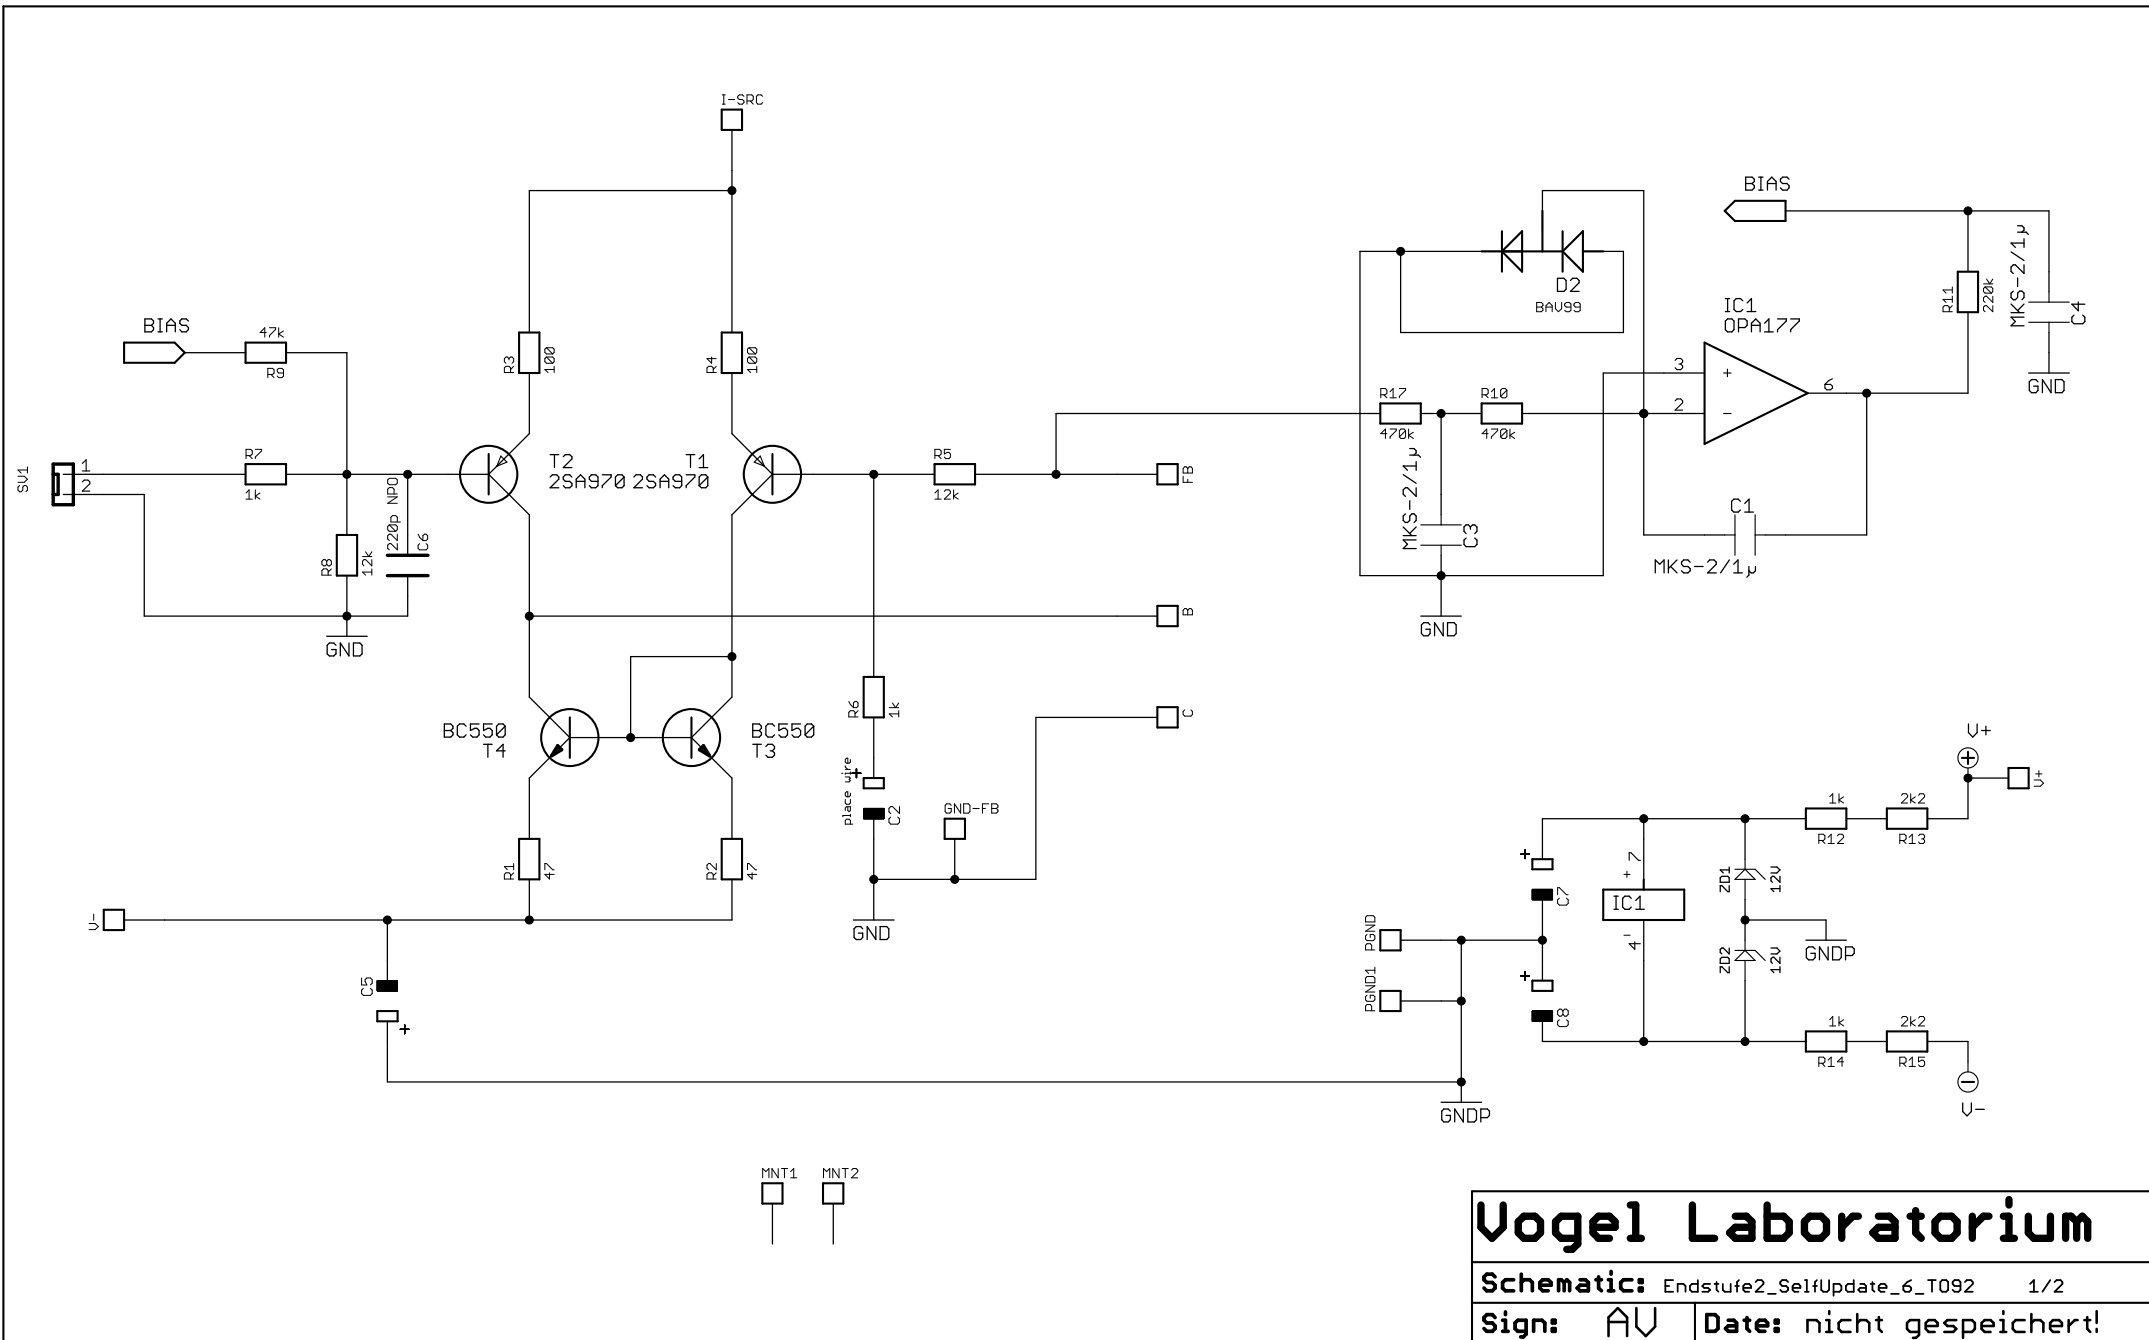 I-SRC
BIAS
47k
R9
R3
100
R4
100
SV1
1
2
R7
1k
R8
12k
220p NPO
C6
T2
2SA970
T1
2SA970
R5
12k
FB
B
C
BC550
T4
BC550
T3
R6
1k
place wire
+
C2
GND-FB
GND
GND
R1
47
R2
47
V-
C5
+
D2
BAV99
BIAS
R11
220k
MKS-2/1µ
C4
GND
IC1
OPA177
3
+
2
-
6
R17
470k
R10
470k
MKS-2/1µ
C3
GND
C1
MKS-2/1µ
V+
V+
1k
R12
2k2
R13
+
C7
+
C8
7
+
IC1
-
4
ZD1
12V
ZD2
12V
GNDP
PGND
PGND1
1k
R14
2k2
R15
V-
GNDP
MNT1
MNT2
Vogel Laboratorium
Schematic: Endstufe2_SelfUpdate_6_TO92 1/2
Sign: AV
Date: nicht gespeichert!